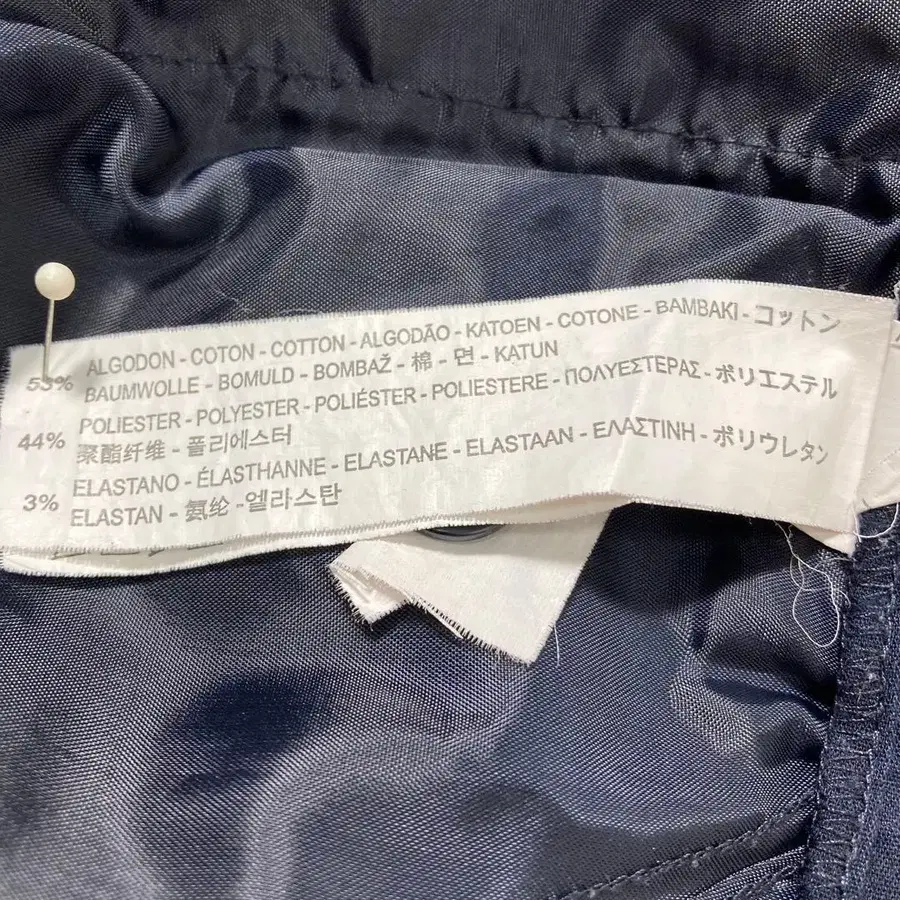 53% ALGODON - COTON - COTTON - ALGODÃO - KATOEN - COTONE - BAMBAKI - コットン
BAUMWOLLE - BOMULD - BOMBAŽ - 棉 - 면 - KATUN
44% POLIESTER - POLYESTER - POLIÉSTER - POLIESTERE - ΠΟΛΥΕΣΤΕΡΑΣ - ポリエステル
聚酯纤维 - 폴리에스터
3% ELASTANO - ÉLASTHANNE - ELASTANE - ELASTAAN - ΕΛΑΣΤΙΝΗ - ポリウレタン
ELASTAN - 氨纶 -엘라스탄